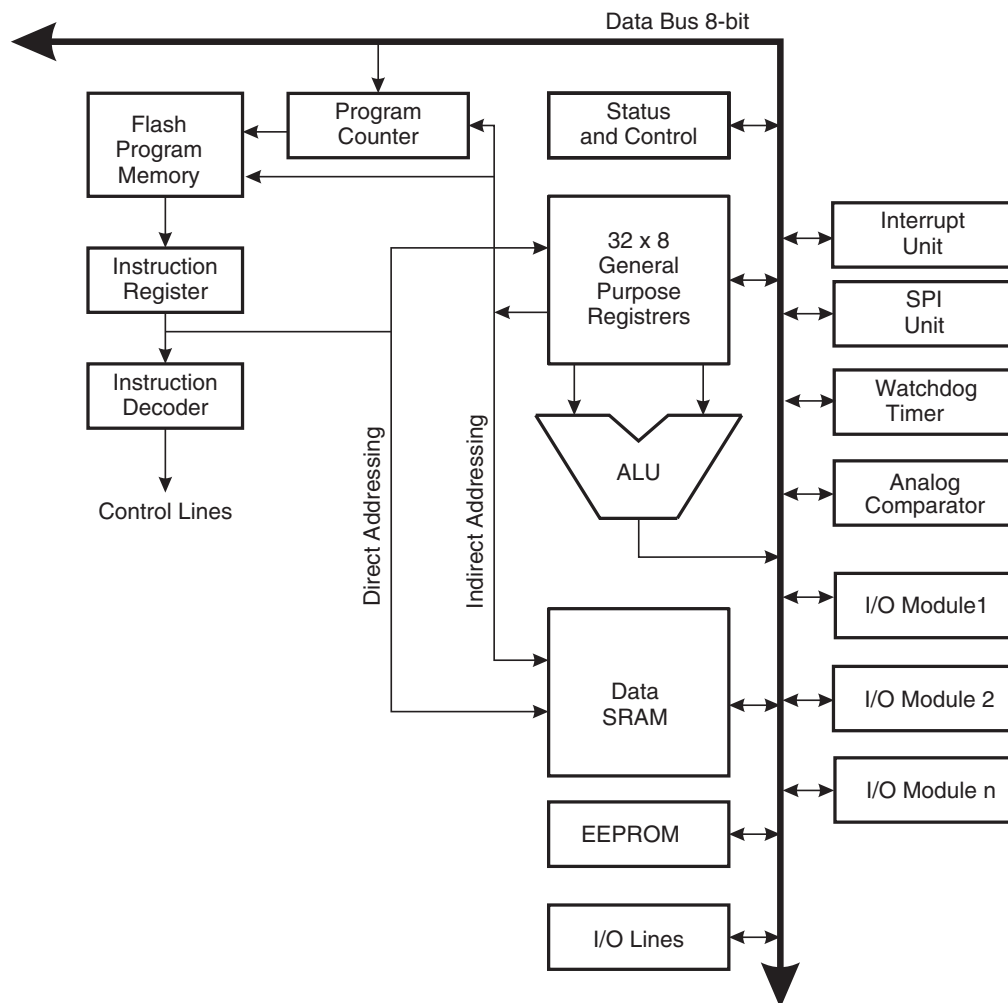 Data Bus 8-bit
Flash
Program
Memory
Program
Counter
Status
and Control
Interrupt
Unit
32 x 8
General
Purpose
Registrers
Instruction
Register
SPI
Unit
Instruction
Decoder
Watchdog
Timer
Control Lines
Direct Addressing
Indirect Addressing
ALU
Analog
Comparator
I/O Module1
Data
SRAM
I/O Module 2
I/O Module n
EEPROM
I/O Lines